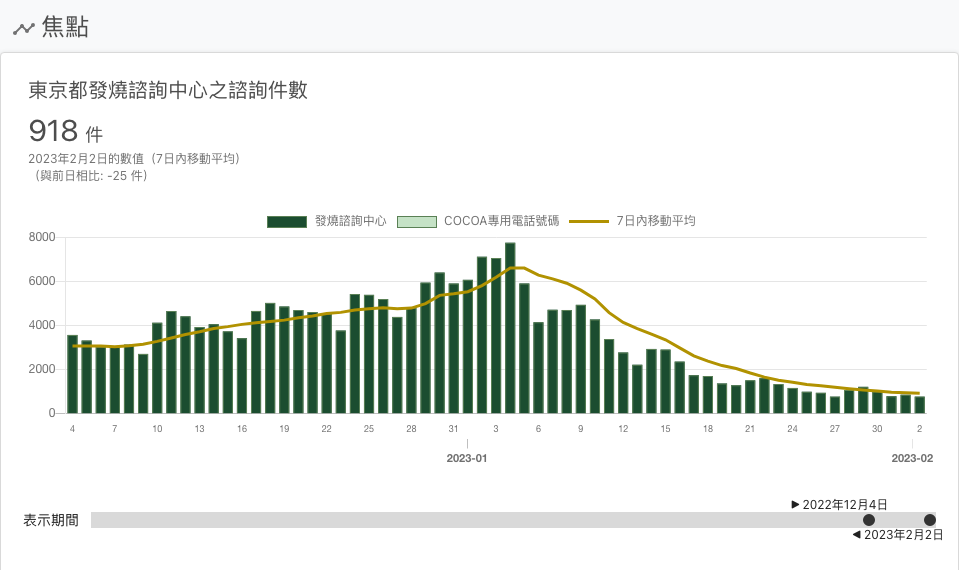 焦點
東京都發燒諮詢中心之諮詢件數
918 件
2023年2月2日的數值（7日內移動平均）
（與前日相比: -25 件）
發燒諮詢中心 COCOA專用電話號碼 7日內移動平均
8000
6000
4000
2000
0
4 7 10 13 16 19 22 25 28 31 3 6 9 12 15 18 21 24 27 30 2
2023-01 2023-02
▶ 2022年12月4日
表示期間
◀ 2023年2月2日